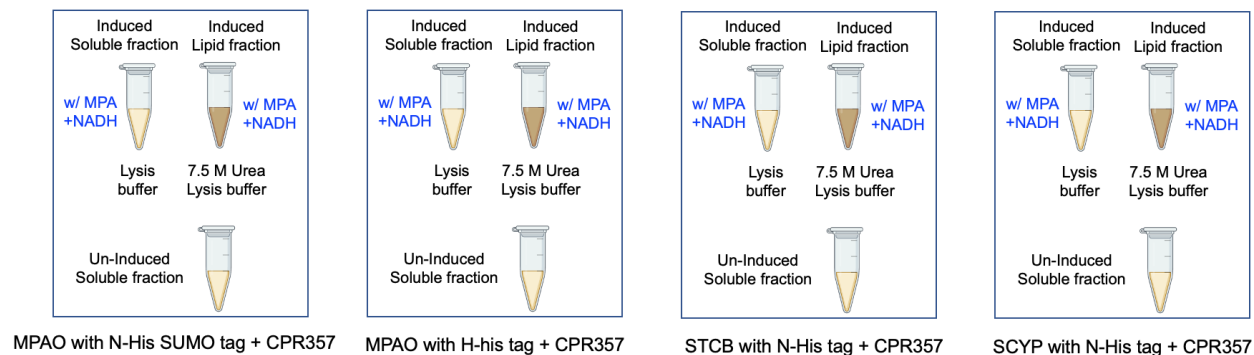 Induced
Soluble fraction
Induced
Lipid fraction
w/ MPA
+NADH
w/ MPA
+NADH
Lysis
buffer
7.5 M Urea
Lysis buffer
Un-Induced
Soluble fraction
MPAO with N-His SUMO tag + CPR357
Induced
Soluble fraction
Induced
Lipid fraction
w/ MPA
+NADH
w/ MPA
+NADH
Lysis
buffer
7.5 M Urea
Lysis buffer
Un-Induced
Soluble fraction
MPAO with H-his tag + CPR357
Induced
Soluble fraction
Induced
Lipid fraction
w/ MPA
+NADH
w/ MPA
+NADH
Lysis
buffer
7.5 M Urea
Lysis buffer
Un-Induced
Soluble fraction
STCB with N-His tag + CPR357
Induced
Soluble fraction
Induced
Lipid fraction
w/ MPA
+NADH
w/ MPA
+NADH
Lysis
buffer
7.5 M Urea
Lysis buffer
Un-Induced
Soluble fraction
SCYP with N-His tag + CPR357